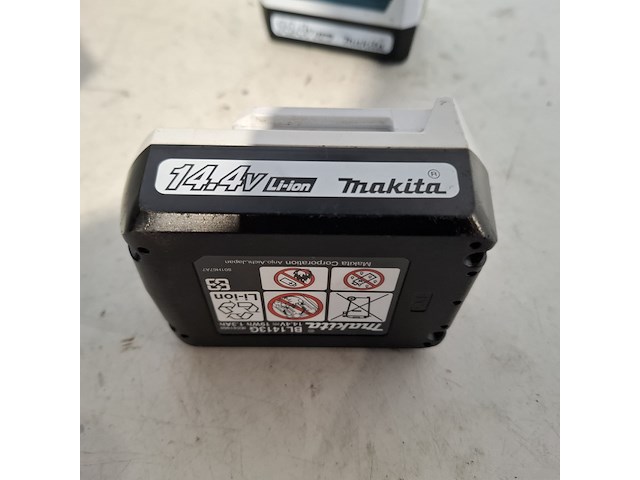 14.4V Li-ion makita®
Makita Corporation Anjo, Aichi, Japan
Li-ion
makita
BL1413G
14.4V 19Wh 1.3Ah
makita